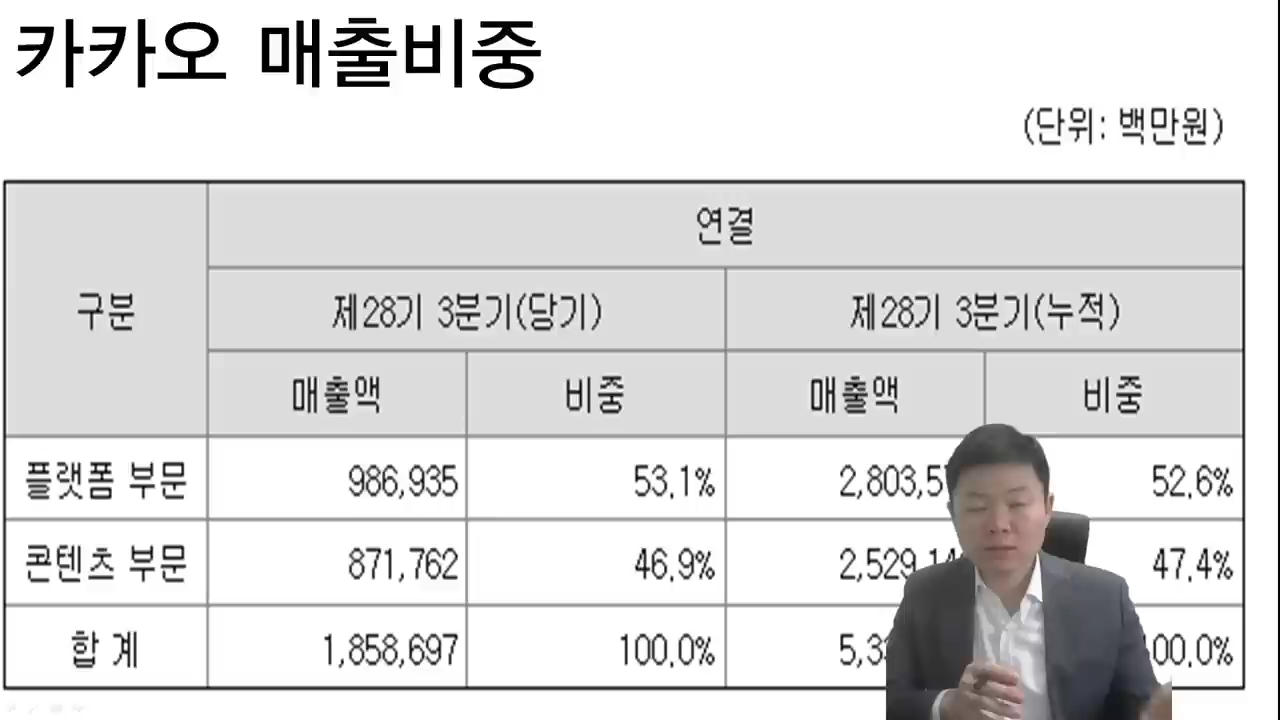 카카오 매출비중
(단위: 백만원)
구분 연결
제28기 3분기(당기) 제28기 3분기(누적)
매출액 비중 매출액 비중
플랫폼 부문 986,935 53.1% 52.6%
콘텐츠 부문 871,762 46.9% 47.4%
합 계 1,858,697 100.0%